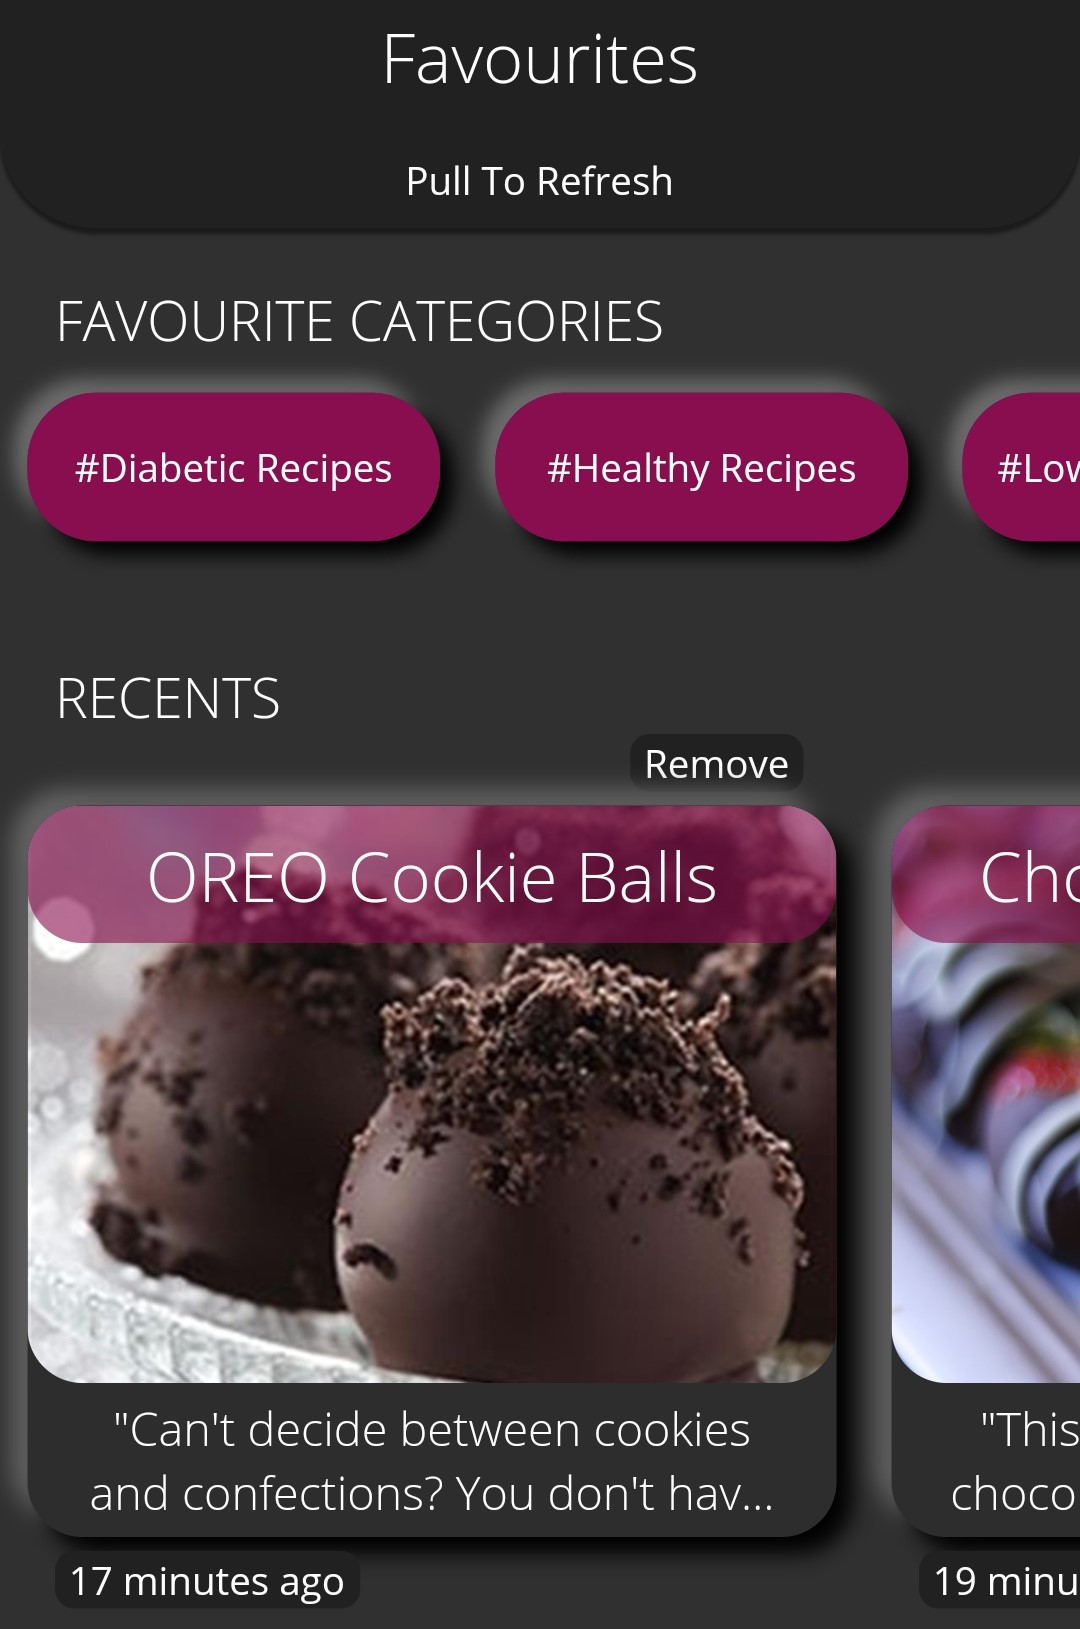 Favourites
Pull To Refresh
FAVOURITE CATEGORIES
#Diabetic Recipes
#Healthy Recipes
#Low
RECENTS
Remove
OREO Cookie Balls
Cho
"Can't decide between cookies
and confections? You don't hav...
"This
choco
17 minutes ago
19 minu